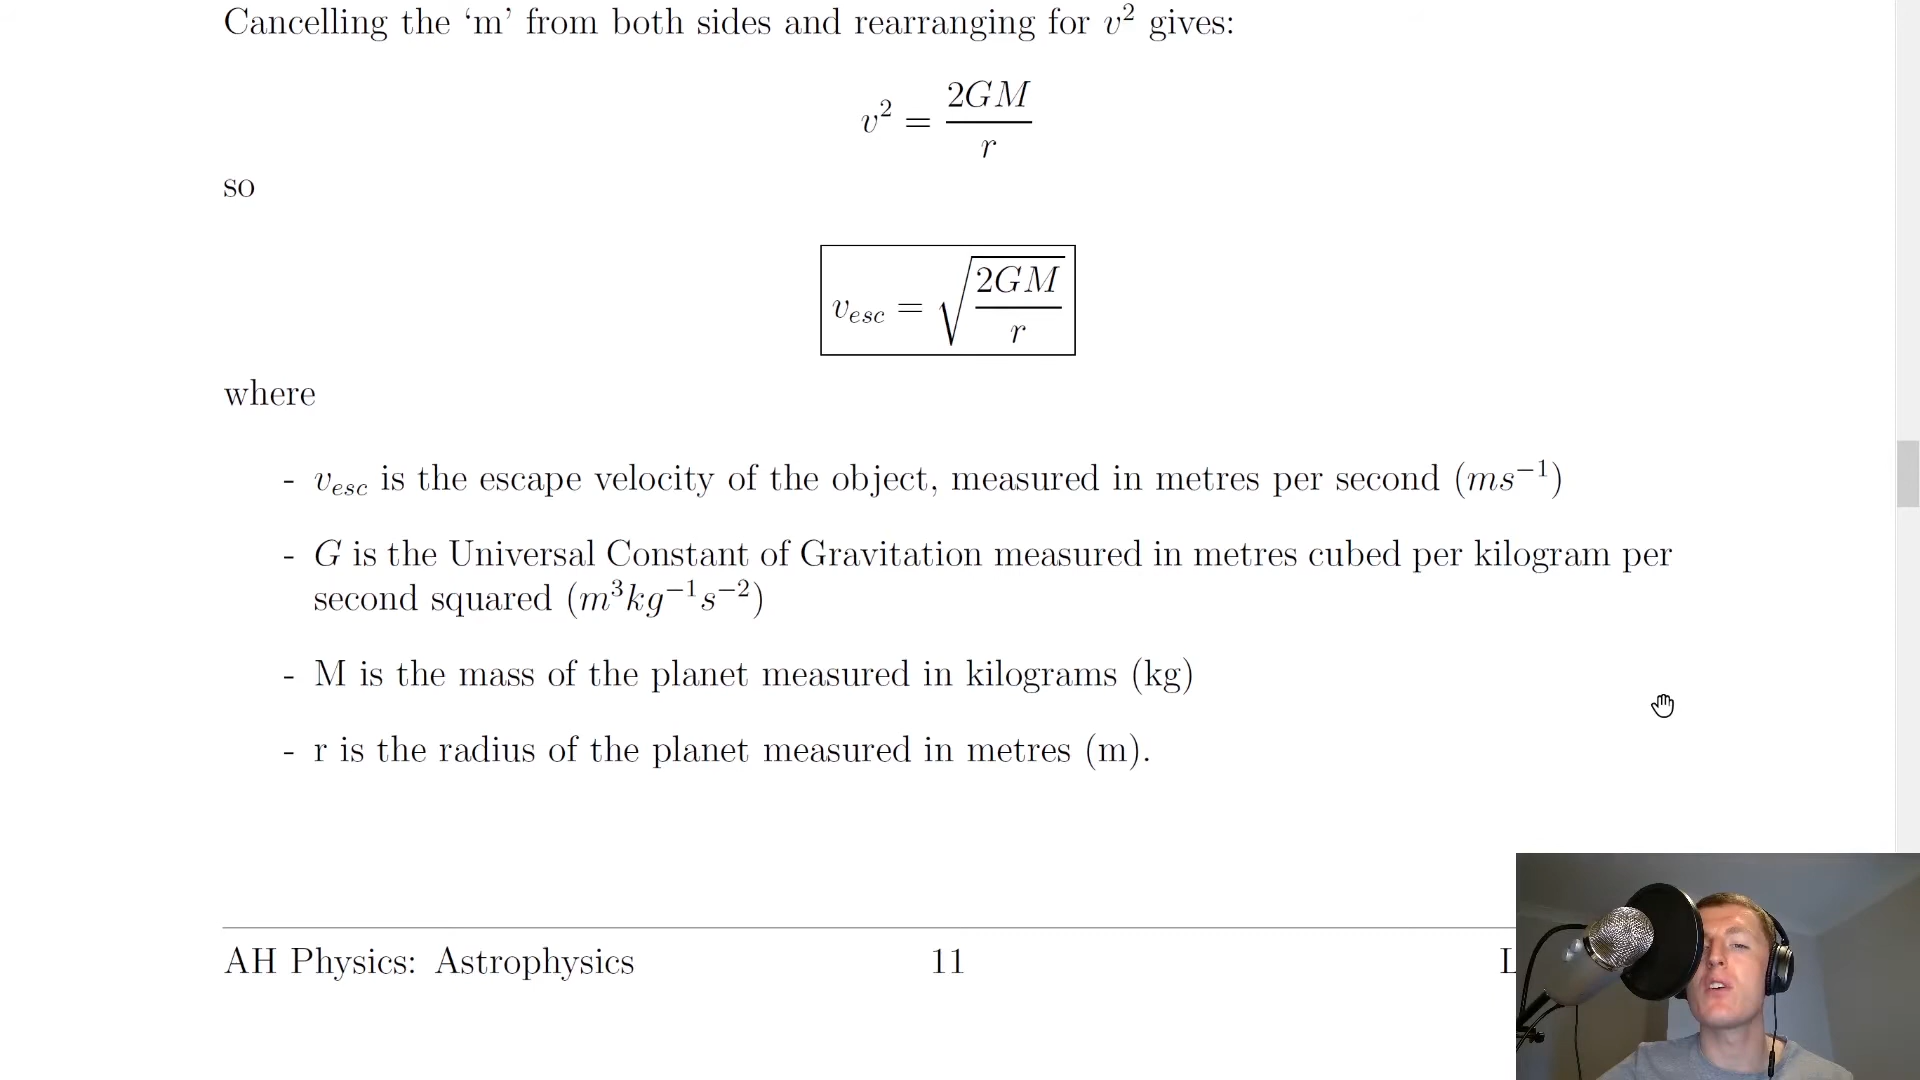 Cancelling the ‘m’ from both sides and rearranging for v² gives:
v² = 2GM / r
so
v_esc = √(2GM / r)
where
- v_esc is the escape velocity of the object, measured in metres per second (ms⁻¹)
- G is the Universal Constant of Gravitation measured in metres cubed per kilogram per
second squared (m³kg⁻¹s⁻²)
- M is the mass of the planet measured in kilograms (kg)
- r is the radius of the planet measured in metres (m).
AH Physics: Astrophysics 11